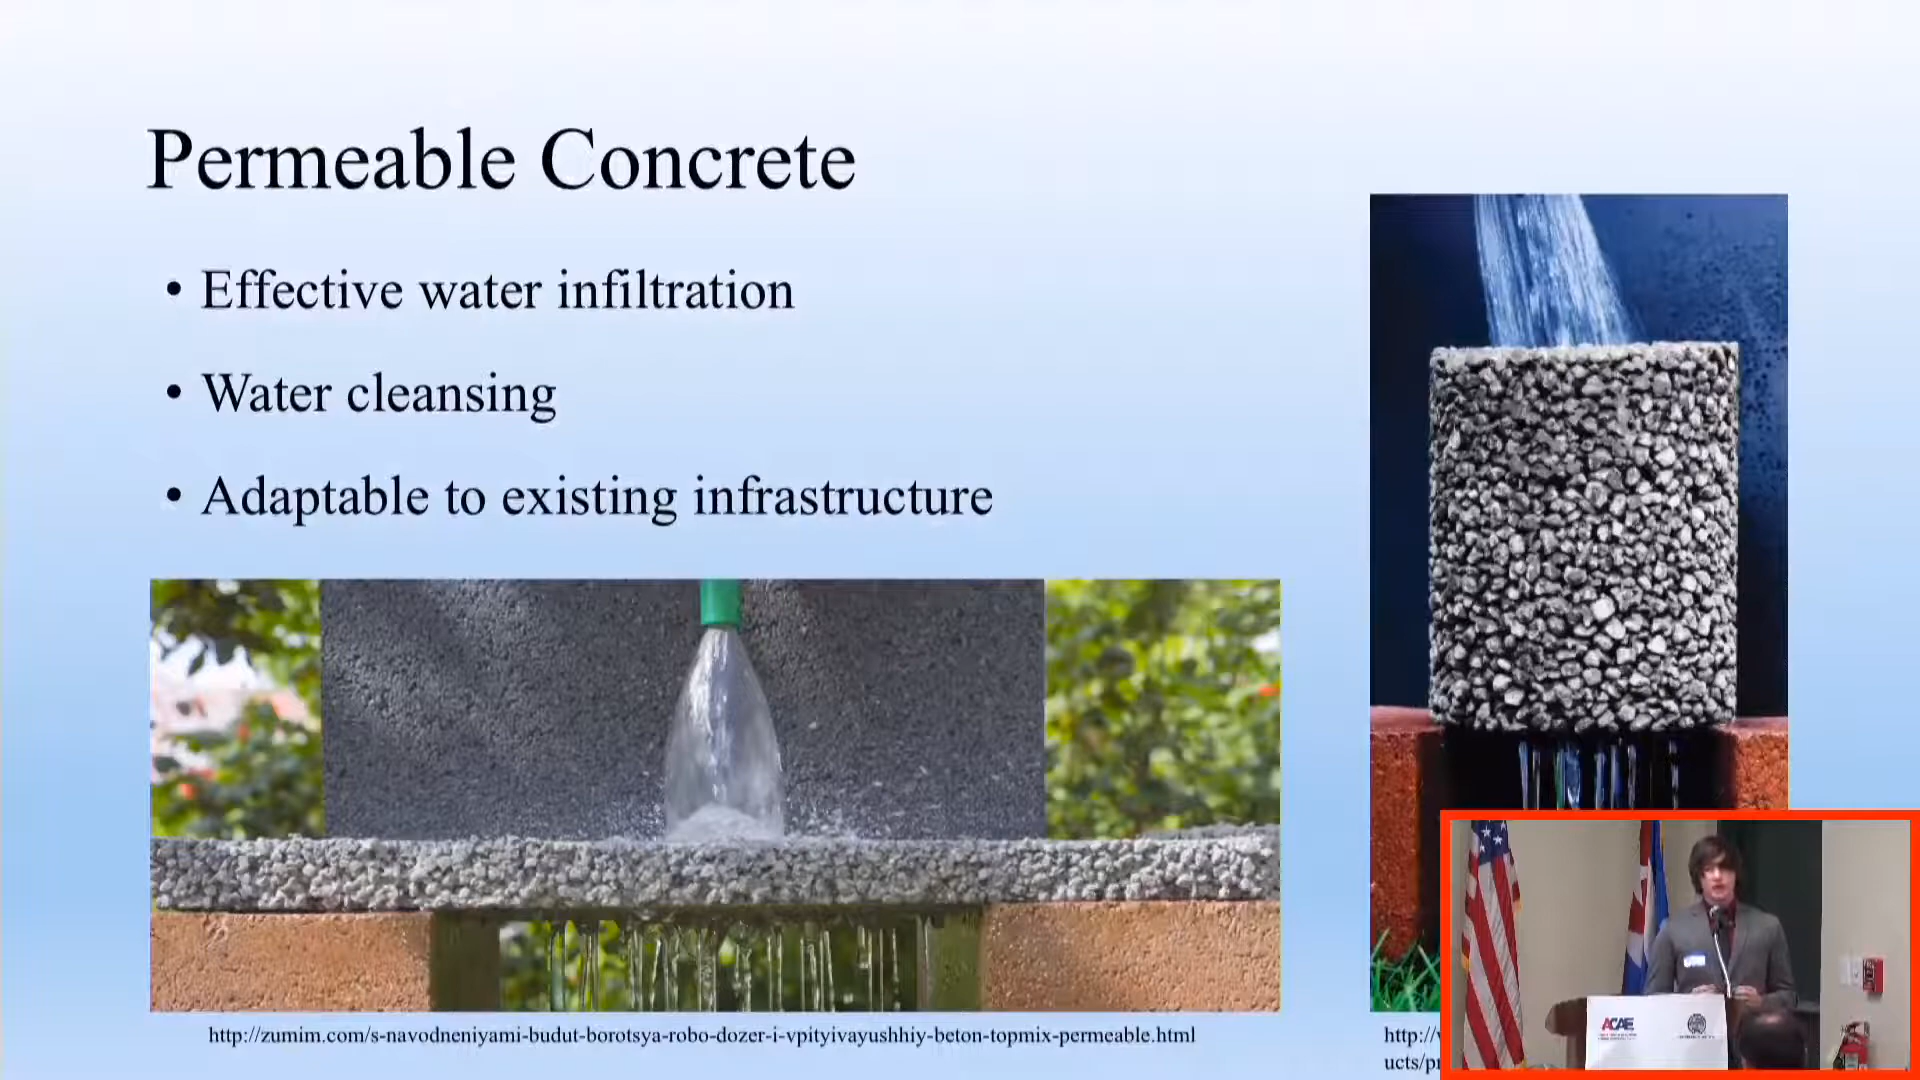 Permeable Concrete
• Effective water infiltration
• Water cleansing
• Adaptable to existing infrastructure
http://zumim.com/s-navodneniyami-budut-borotsya-robo-dozer-i-vpityivayushhiy-beton-topmix-permeable.html
http://
ucts/p
ACAE